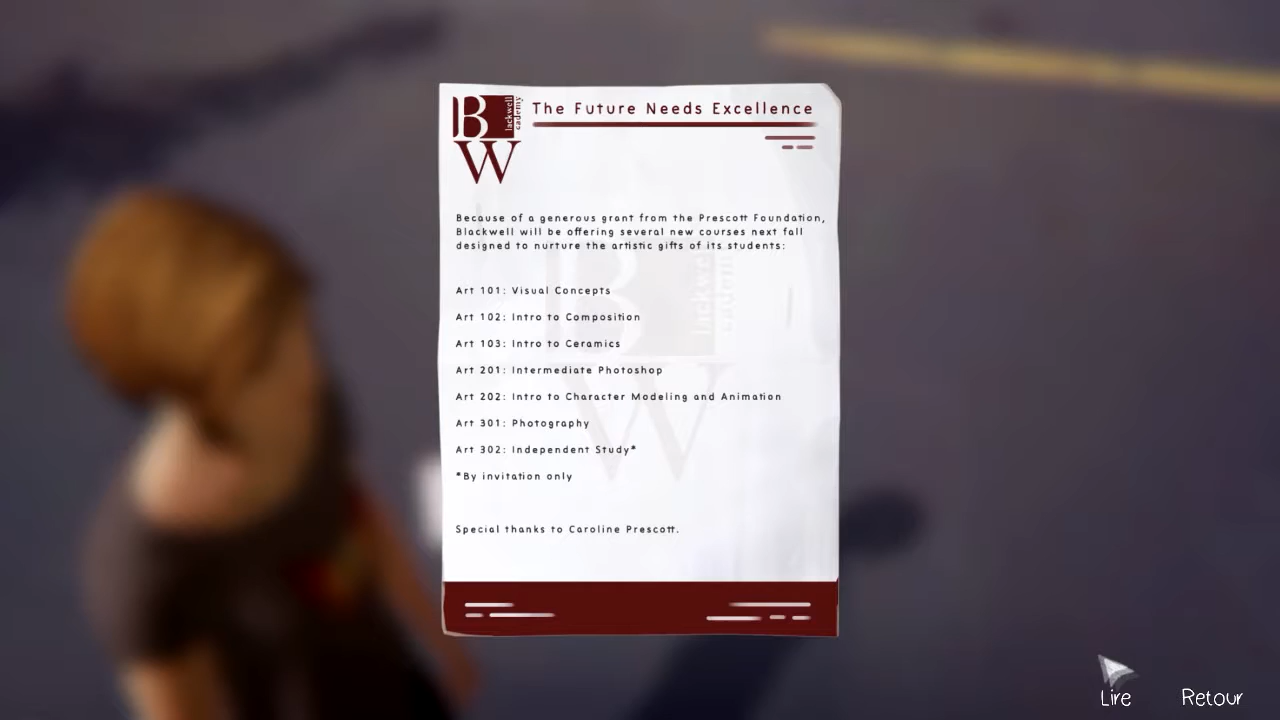 B
lackwell
cademy
W
The Future Needs Excellence
Because of a generous grant from the Prescott Foundation,
Blackwell will be offering several new courses next fall
designed to nurture the artistic gifts of its students:
Art 101: Visual Concepts
Art 102: Intro to Composition
Art 103: Intro to Ceramics
Art 201: Intermediate Photoshop
Art 202: Intro to Character Modeling and Animation
Art 301: Photography
Art 302: Independent Study*
*By invitation only
Special thanks to Caroline Prescott.
Lire
Retour